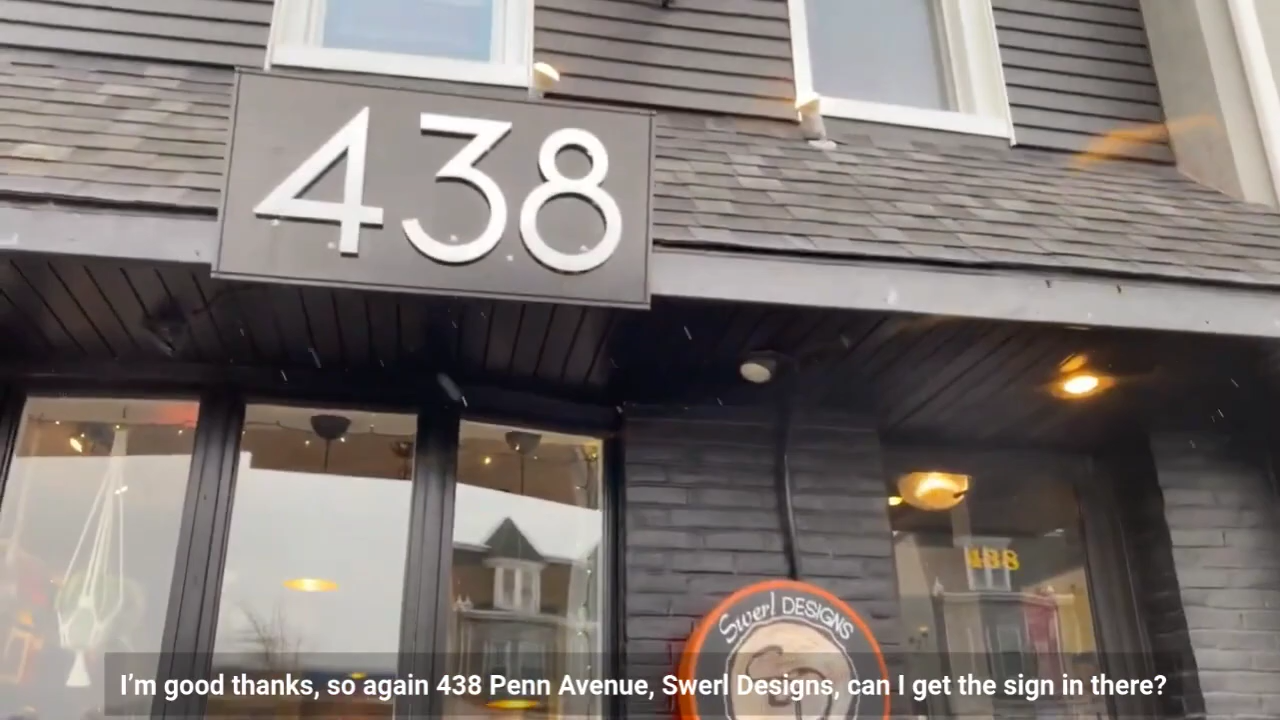 438
438
Swerl DESIGNS
SD
I'm good thanks, so again 438 Penn Avenue, Swerl Designs, can I get the sign in there?